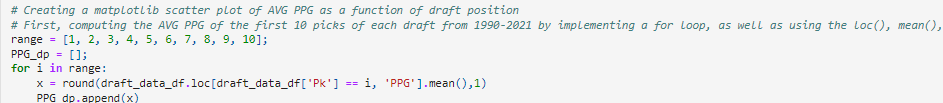 # Creating a matplotlib scatter plot of AVG PPG as a function of draft position
# First, computing the AVG PPG of the first 10 picks of each draft from 1990-2021 by implementing a for loop, as well as using the loc(), mean(),
range = [1, 2, 3, 4, 5, 6, 7, 8, 9, 10];
PPG_dp = [];
for i in range:
    x = round(draft_data_df.loc[draft_data_df['Pk'] == i, 'PPG'].mean(),1)
    PPG_dp.append(x)